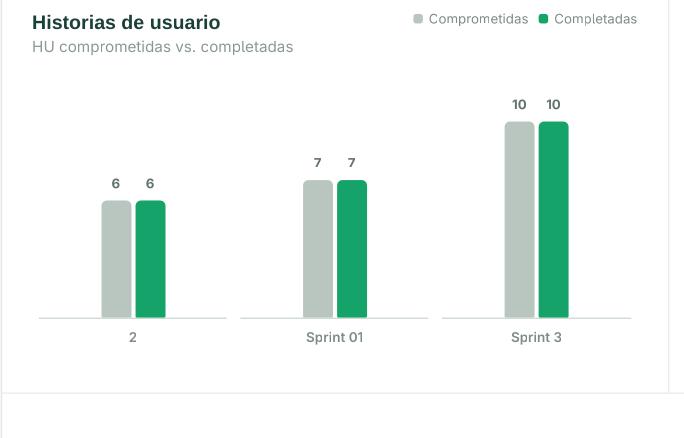 Historias de usuario
Comprometidas Completadas
HU comprometidas vs. completadas
10 10
7 7
6 6
2 Sprint 01 Sprint 3